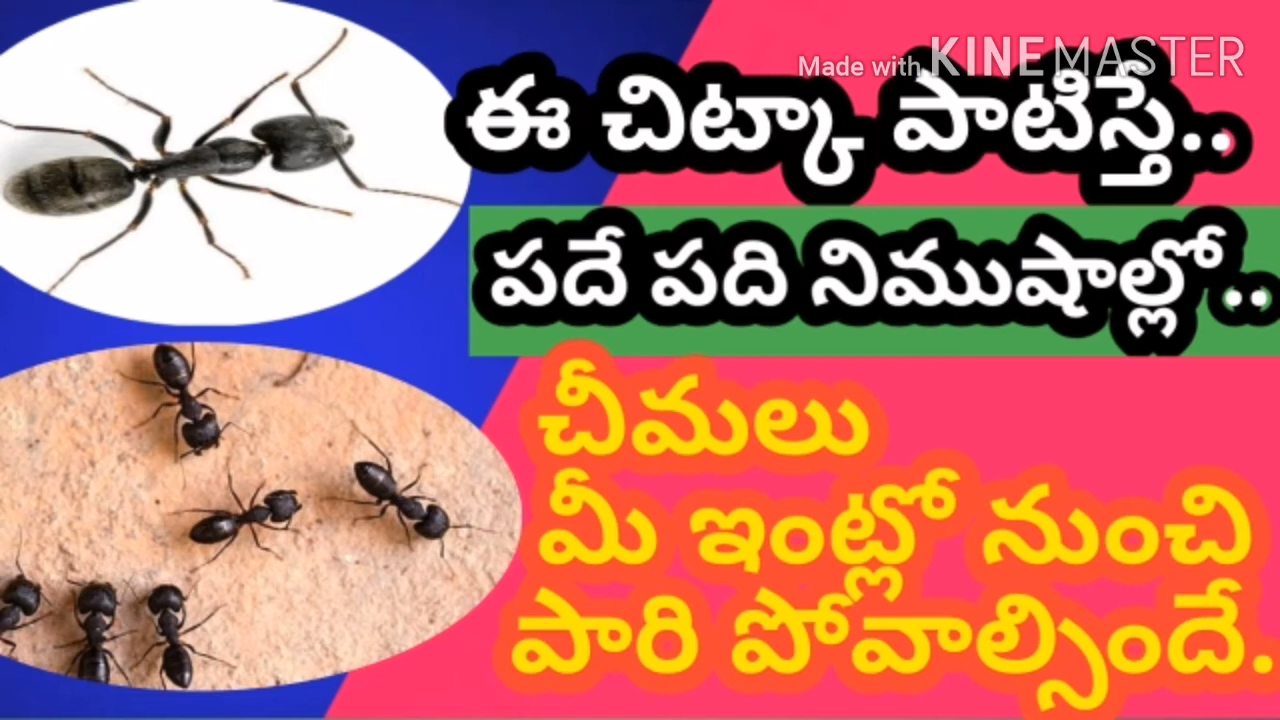 Made with KINEMASTER
ఈ చిట్కా పాటిస్తే..
పదే పది నిముషాల్లో..
చీమలు
మీ ఇంట్లో నుంచి
పారి పోవాల్సిందే.